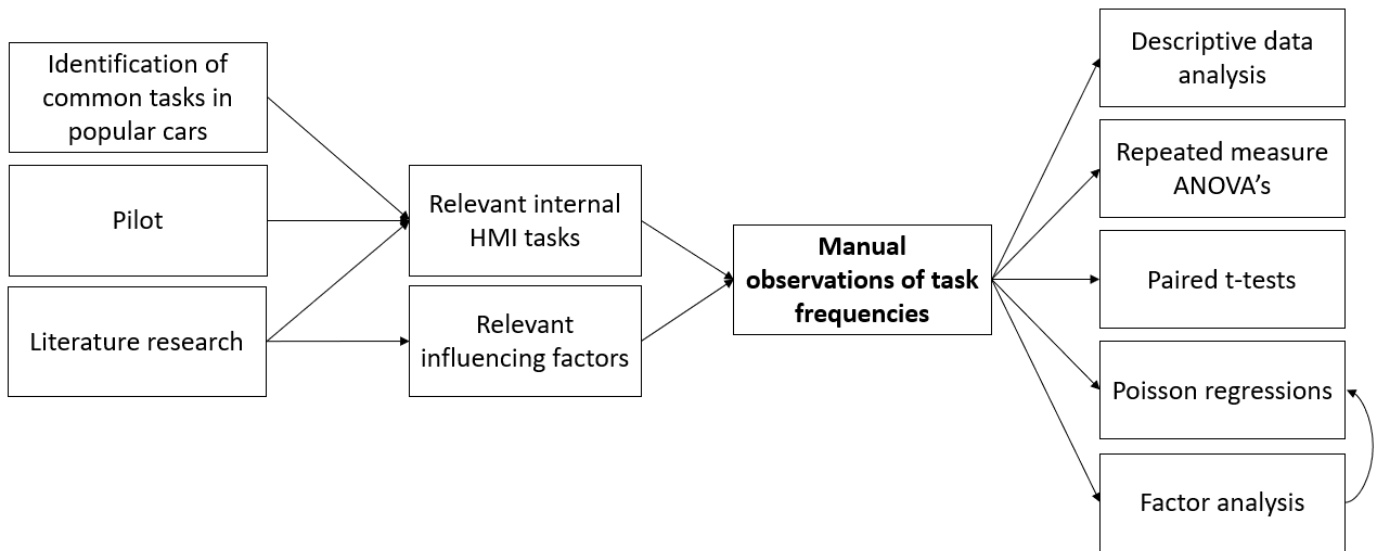 Identification of
common tasks in
popular cars
Pilot
Literature research
Relevant internal
HMI tasks
Relevant
influencing factors
Manual
observations of task
frequencies
Descriptive data
analysis
Repeated measure
ANOVA’s
Paired t-tests
Poisson regressions
Factor analysis